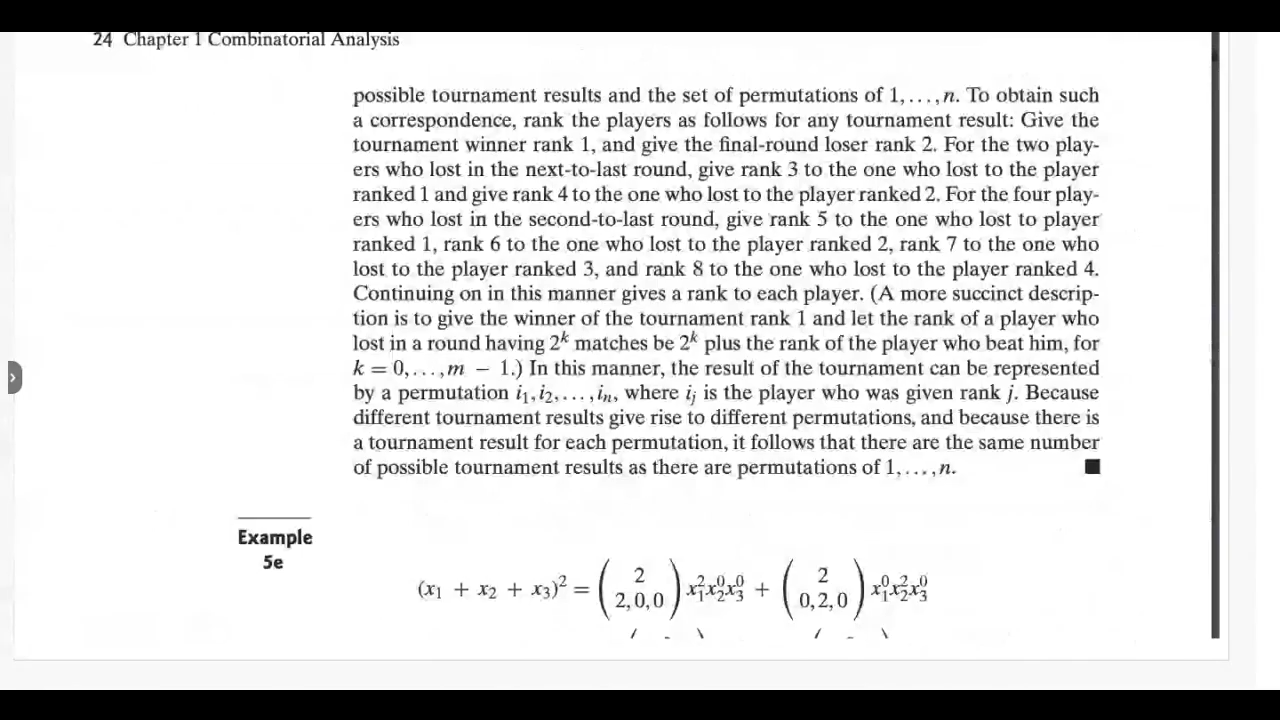 24 Chapter 1 Combinatorial Analysis
possible tournament results and the set of permutations of 1, . . . , n. To obtain such
a correspondence, rank the players as follows for any tournament result: Give the
tournament winner rank 1, and give the final-round loser rank 2. For the two play-
ers who lost in the next-to-last round, give rank 3 to the one who lost to the player
ranked 1 and give rank 4 to the one who lost to the player ranked 2. For the four play-
ers who lost in the second-to-last round, give rank 5 to the one who lost to player
ranked 1, rank 6 to the one who lost to the player ranked 2, rank 7 to the one who
lost to the player ranked 3, and rank 8 to the one who lost to the player ranked 4.
Continuing on in this manner gives a rank to each player. (A more succinct descrip-
tion is to give the winner of the tournament rank 1 and let the rank of a player who
lost in a round having 2^k matches be 2^k plus the rank of the player who beat him, for
k = 0, . . . , m − 1.) In this manner, the result of the tournament can be represented
by a permutation i₁, i₂, . . . , iₙ, where iⱼ is the player who was given rank j. Because
different tournament results give rise to different permutations, and because there is
a tournament result for each permutation, it follows that there are the same number
of possible tournament results as there are permutations of 1, . . . , n. ■
Example
5e
(x₁ + x₂ + x₃)² = (2 / 2, 0, 0) x₁²x₂⁰x₃⁰ + (2 / 0, 2, 0) x₁⁰x₂²x₃⁰